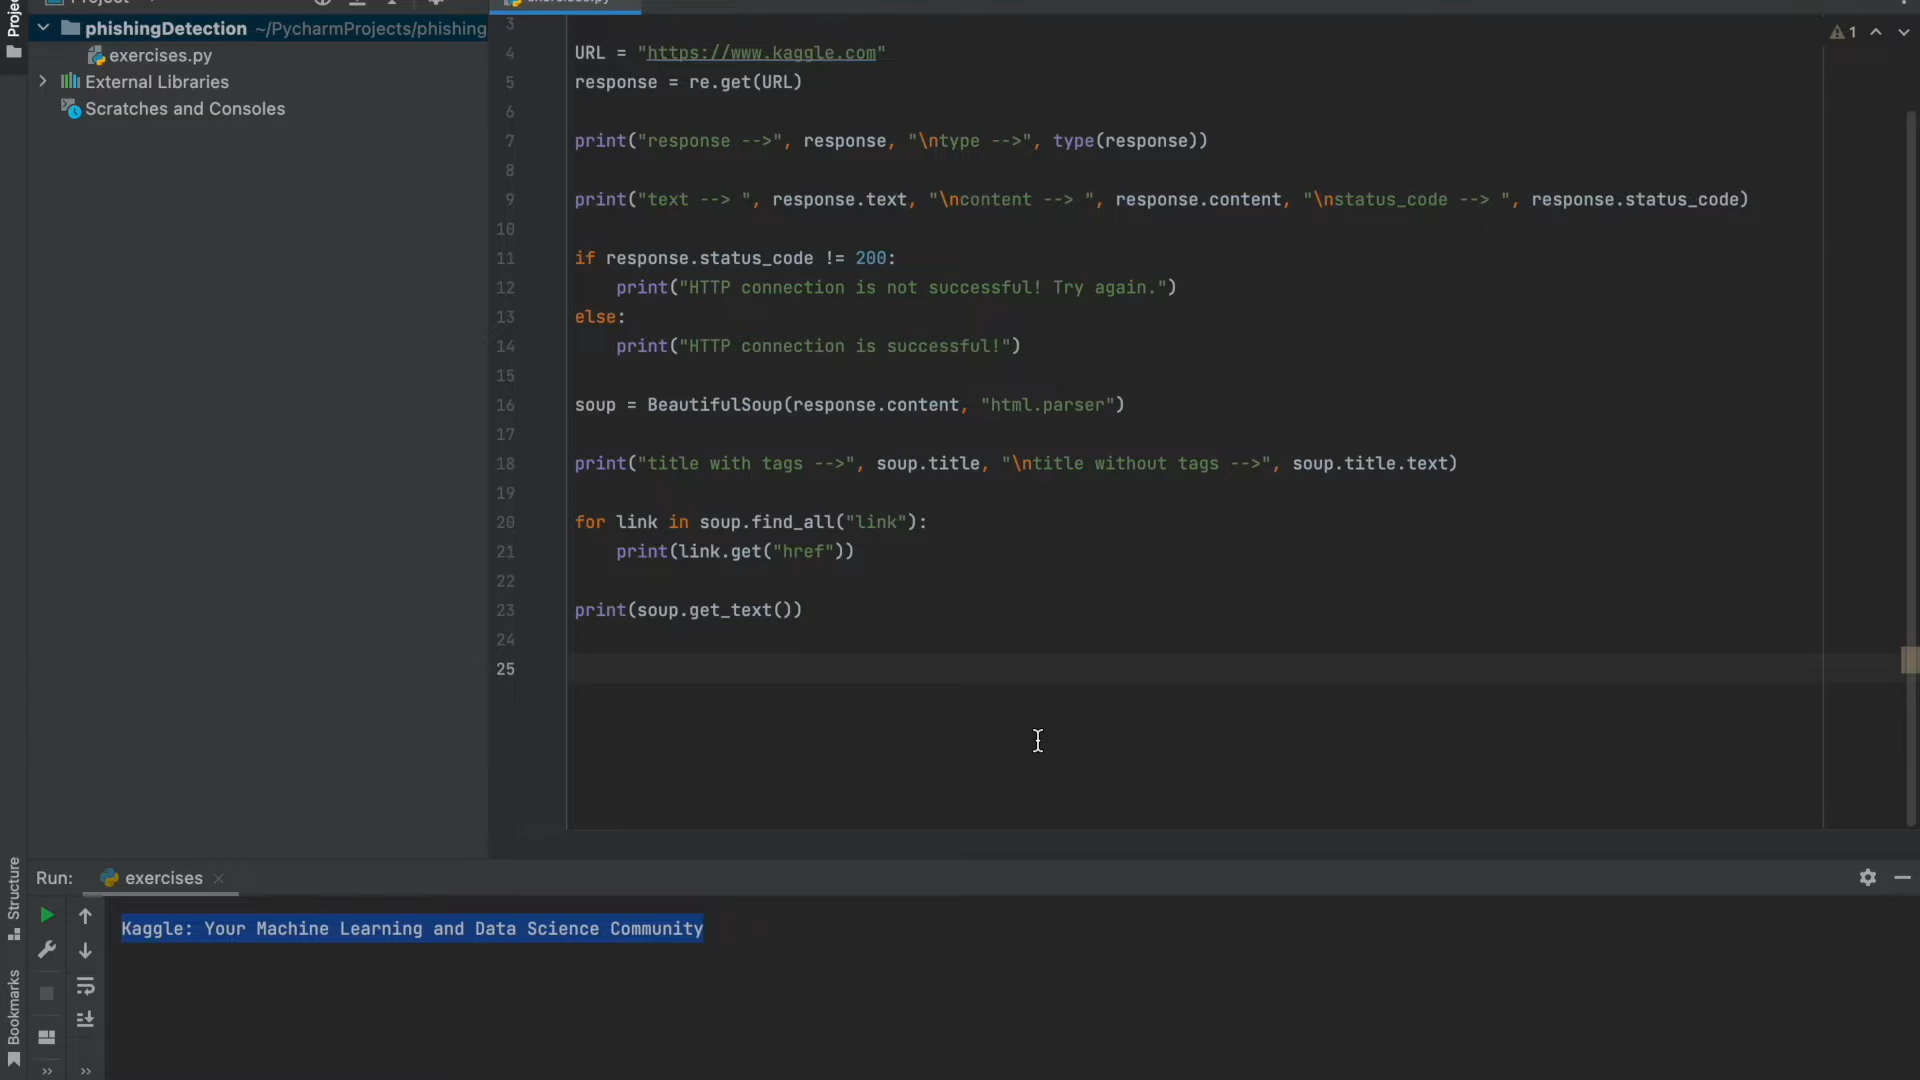 Project
exercises.py
phishingDetection ~/PycharmProjects/phishing
exercises.py
External Libraries
Scratches and Consoles
3
4 URL = "https://www.kaggle.com"
5 response = re.get(URL)
6
7 print("response -->", response, "\ntype -->", type(response))
8
9 print("text --> ", response.text, "\ncontent --> ", response.content, "\nstatus_code --> ", response.status_code)
10
11 if response.status_code != 200:
12 print("HTTP connection is not successful! Try again.")
13 else:
14 print("HTTP connection is successful!")
15
16 soup = BeautifulSoup(response.content, "html.parser")
17
18 print("title with tags -->", soup.title, "\ntitle without tags -->", soup.title.text)
19
20 for link in soup.find_all("link"):
21 print(link.get("href"))
22
23 print(soup.get_text())
24
25
1
Structure
Bookmarks
Run: exercises
Kaggle: Your Machine Learning and Data Science Community